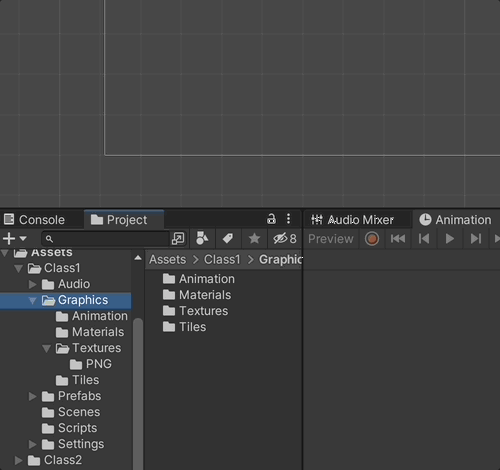 Console Project
Audio Mixer Animation
8
Preview
Assets
Class1
Audio
Graphics
Animation
Materials
Textures
PNG
Tiles
Prefabs
Scenes
Scripts
Settings
Class2
Assets > Class1 > Graphic
Animation
Materials
Textures
Tiles